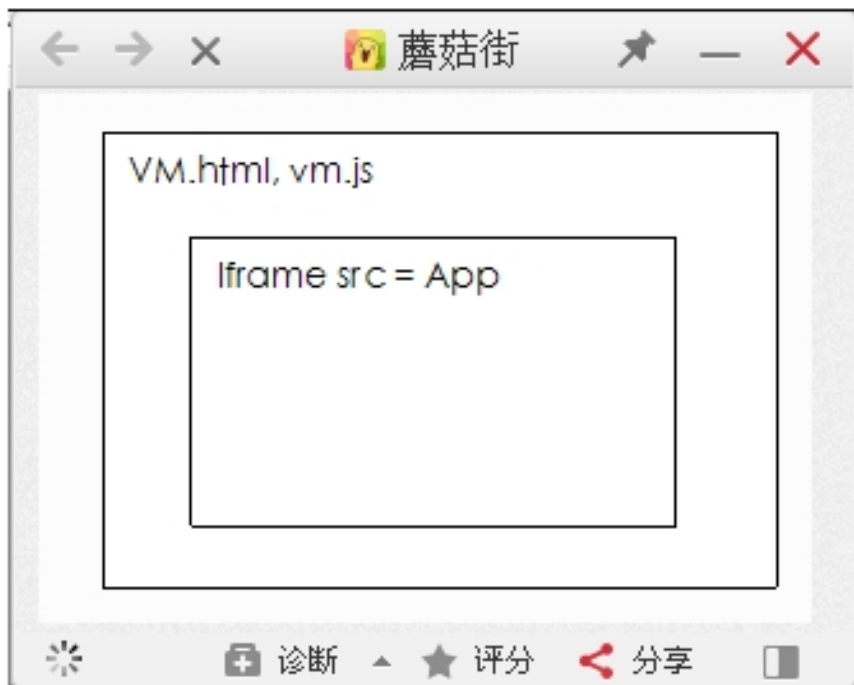 蘑菇街
VM.html, vm.js
Iframe src = App
诊断 评分 分享